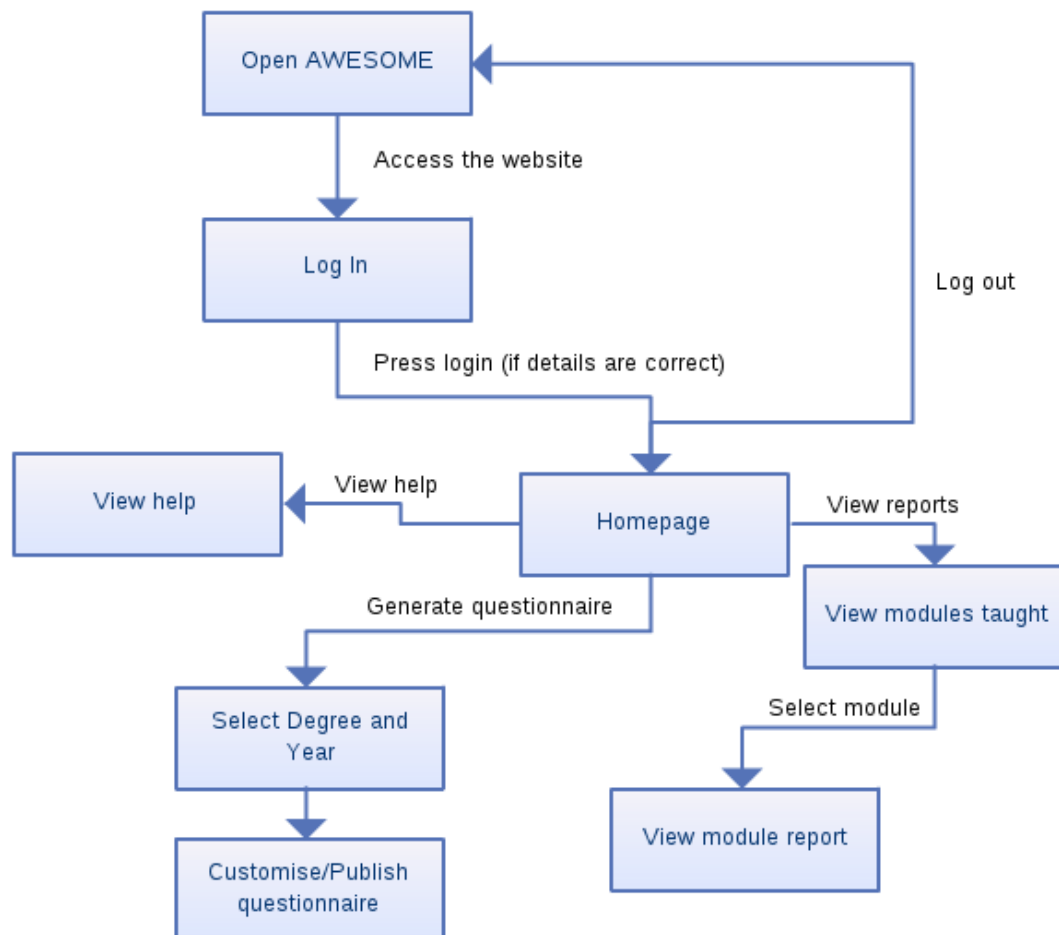 Open AWESOME
Access the website
Log In
Log out
Press login (if details are correct)
View help
View help
Homepage
View reports
Generate questionnaire
View modules taught
Select module
Select Degree and
Year
View module report
Customise/Publish
questionnaire